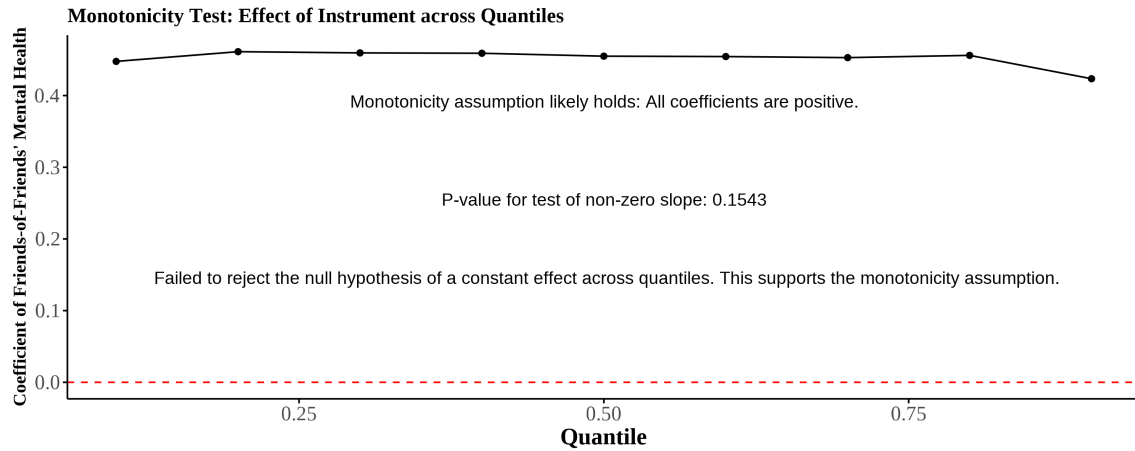 Monotonicity Test: Effect of Instrument across Quantiles
Coefficient of Friends-of-Friends' Mental Health
0.4
0.3
0.2
0.1
0.0
Monotonicity assumption likely holds: All coefficients are positive.
P-value for test of non-zero slope: 0.1543
Failed to reject the null hypothesis of a constant effect across quantiles. This supports the monotonicity assumption.
0.25
0.50
0.75
Quantile